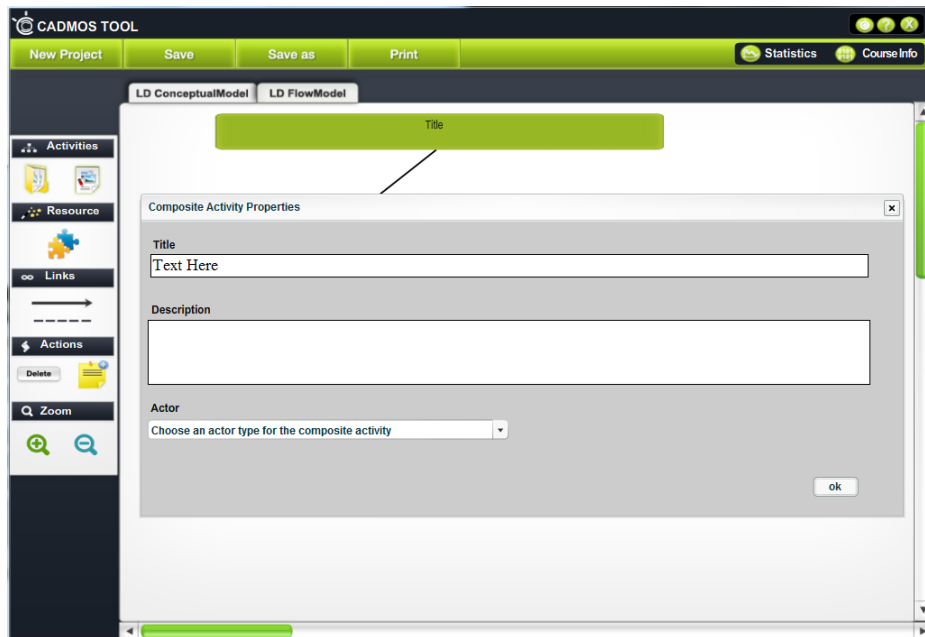 CADMOS TOOL
New Project Save Save as Print Statistics Course Info
LD ConceptualModel LD FlowModel
Title
Activities
Resource
Links
Actions
Delete
Zoom
Composite Activity Properties
Title
Text Here
Description
Actor
Choose an actor type for the composite activity
ok